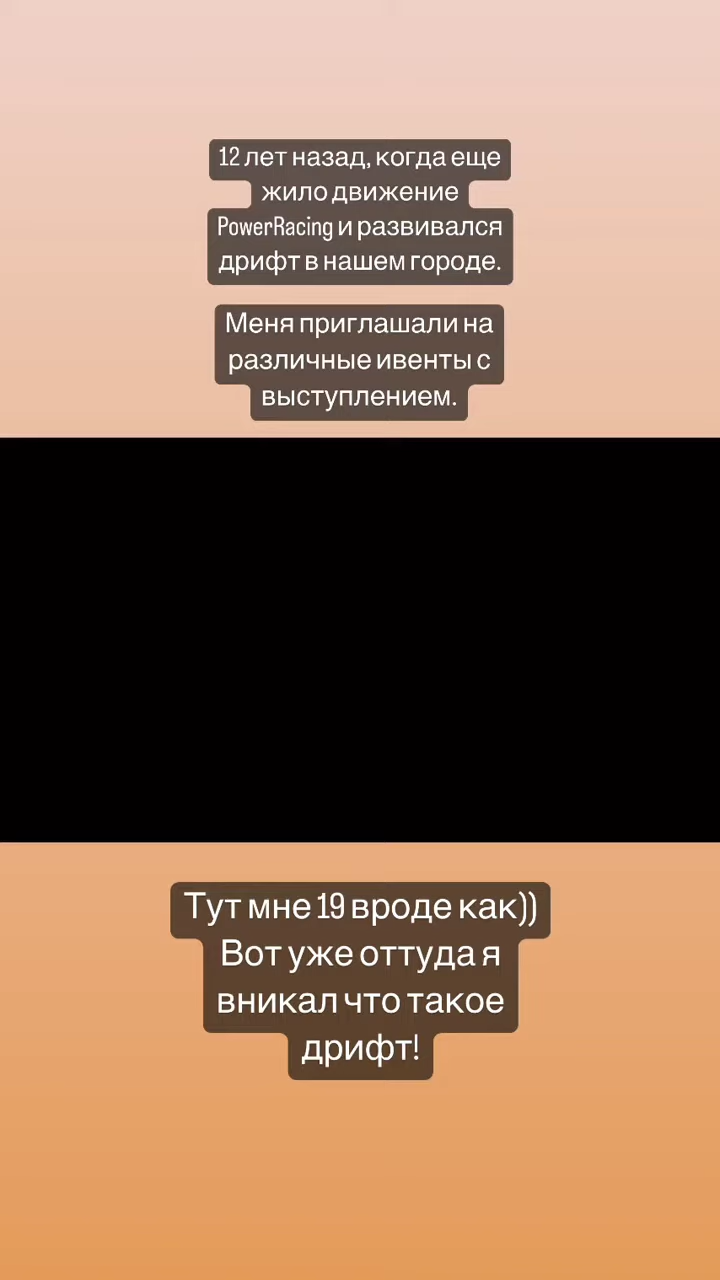 12 лет назад, когда еще
жило движение
PowerRacing и развивался
дрифт в нашем городе.
Меня приглашали на
различные ивенты с
выступлением.
Тут мне 19 вроде как))
Вот уже оттуда я
вникал что такое
дрифт!